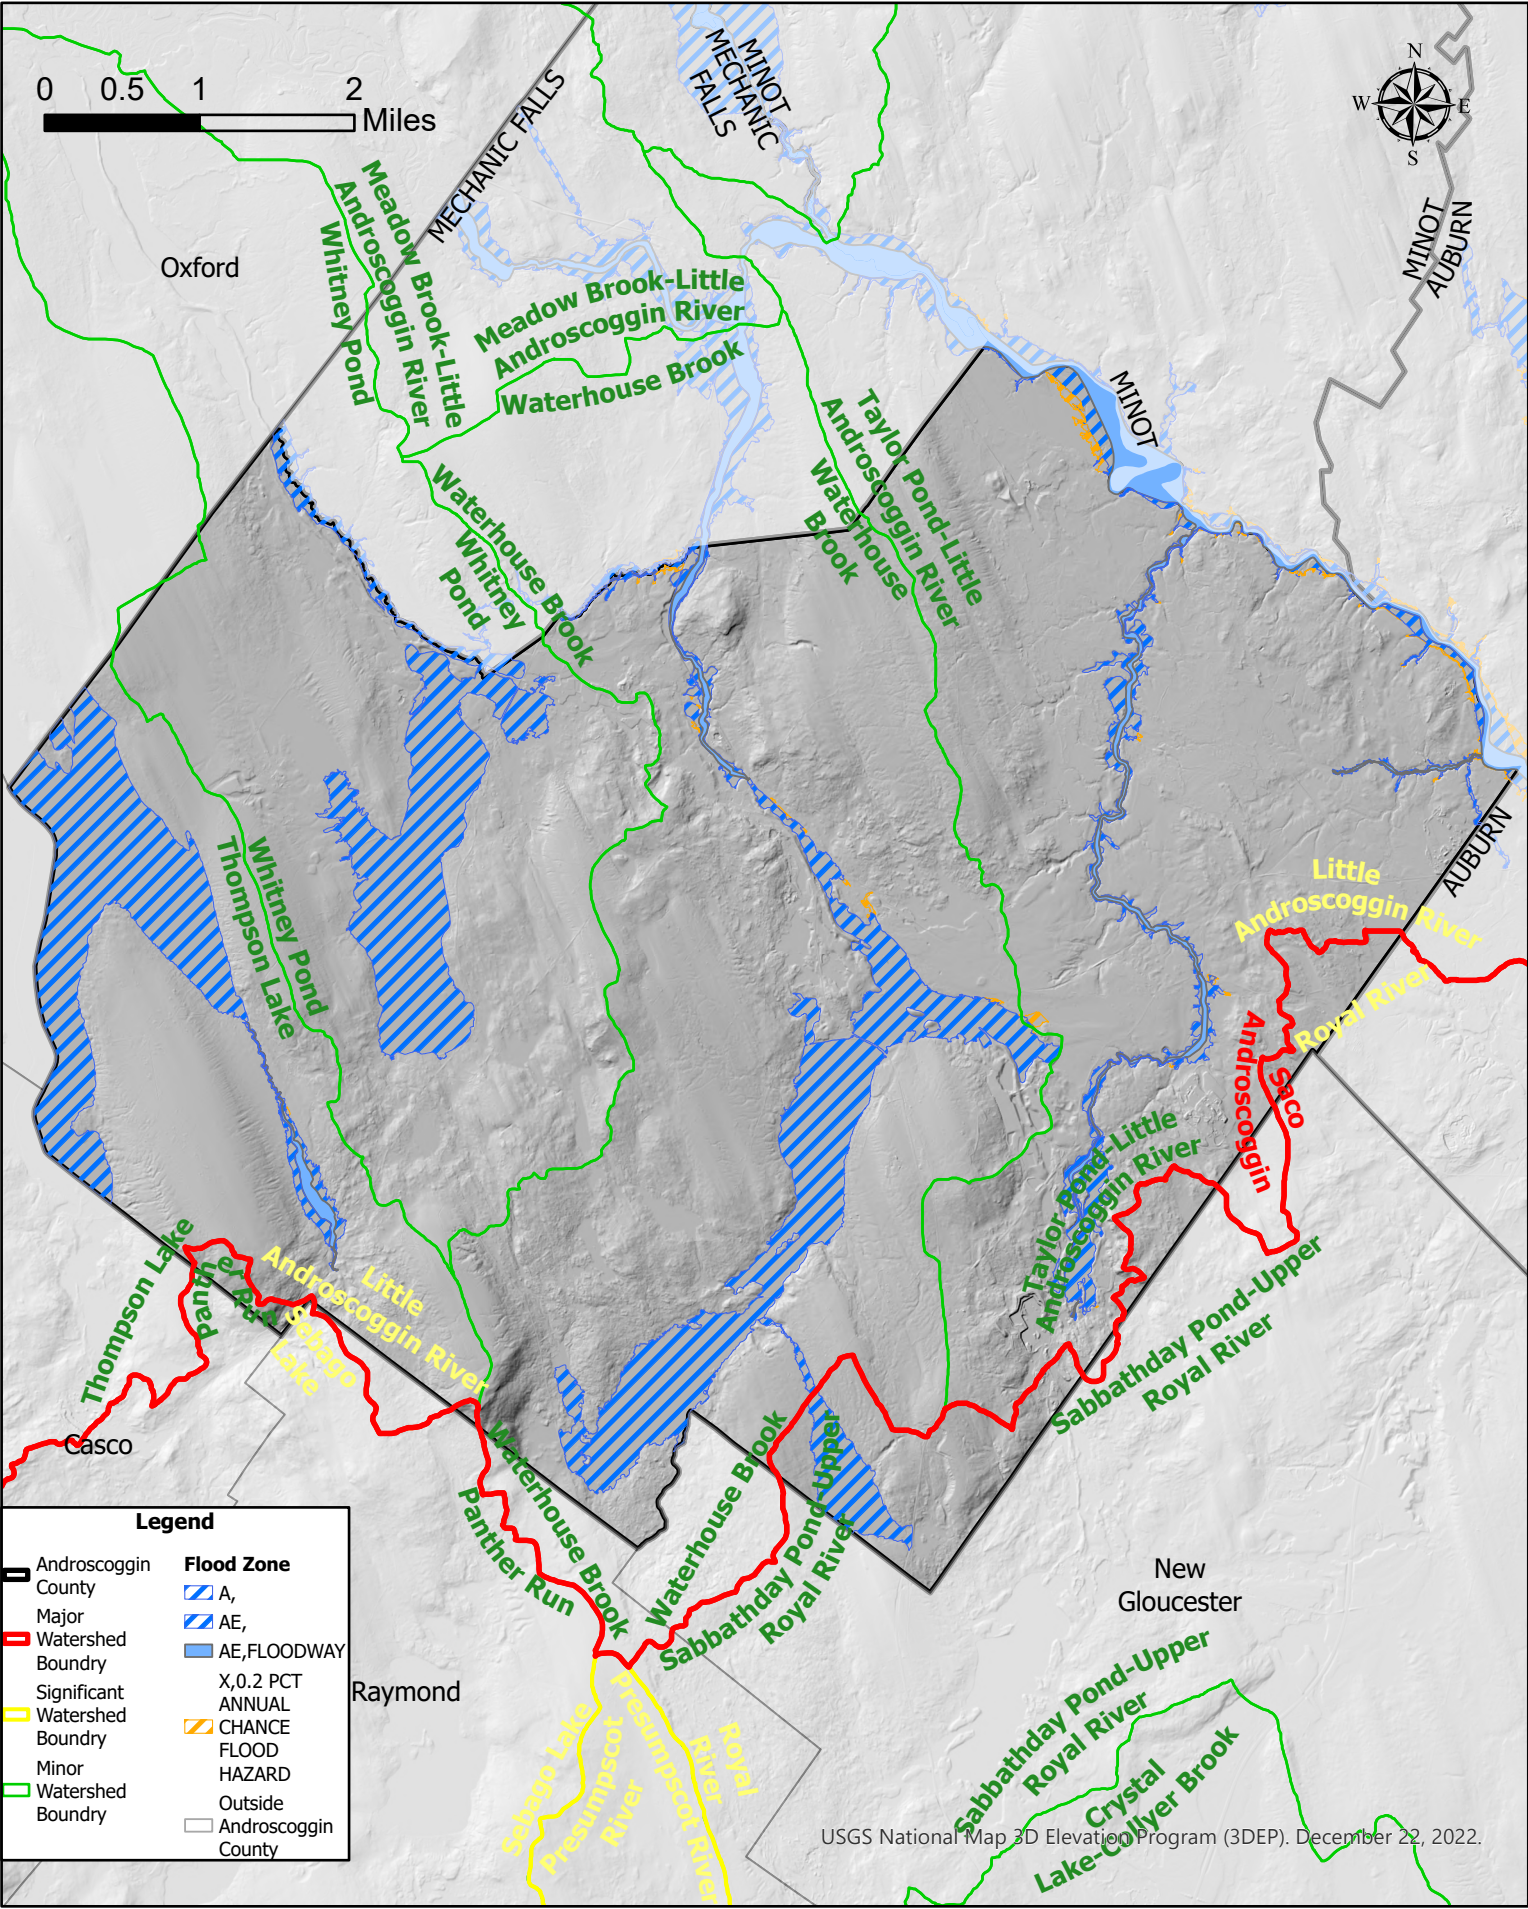 0 0.5 1 2
Miles
N
W E
S
MINOT
MECHANIC
FALLS
MECHANIC FALLS
Oxford
MINOT
AUBURN
Meadow Brook-Little
Androscoggin River
Whitney Pond
Meadow Brook-Little
Androscoggin River
Waterhouse Brook
MINOT
Taylor Pond-Little
Androscoggin River
Waterhouse
Brook
Waterhouse Brook
Whitney
Pond
AUBURN
Whitney Pond
Thompson Lake
Little
Androscoggin River
Royal River
Androscoggin
Saco
Taylor Pond-Little
Androscoggin River
Thompson Lake
Panther Run
Little
Androscoggin River
Sebago
Lake
Sabbathday Pond-Upper
Royal River
Casco
Waterhouse Brook
Panther Run
Waterhouse Brook
Sabbathday Pond-Upper
Royal River
New
Gloucester
Raymond
Sebago Lake
Presumpscot
River
Royal
River
Presumpscot River
Sabbathday Pond-Upper
Royal River
Crystal
Lake-Collyer Brook
USGS National Map 3D Elevation Program (3DEP). December 22, 2022.
Legend
Androscoggin
County
Major
Watershed
Boundry
Significant
Watershed
Boundry
Minor
Watershed
Boundry
Flood Zone
A,
AE,
AE,FLOODWAY
X,0.2 PCT
ANNUAL
CHANCE
FLOOD
HAZARD
Outside
Androscoggin
County